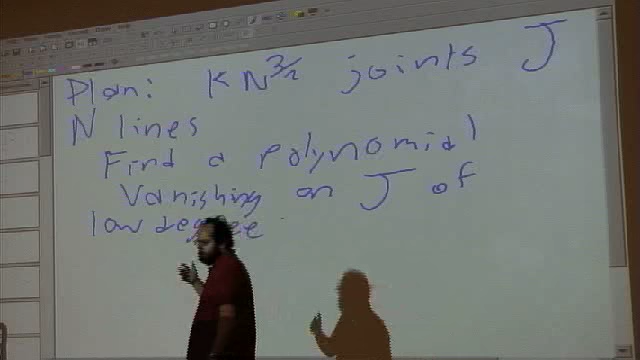 Plan: KN^3/2 joints J
N lines
Find a polynomial
Vanishing on J of
low degree